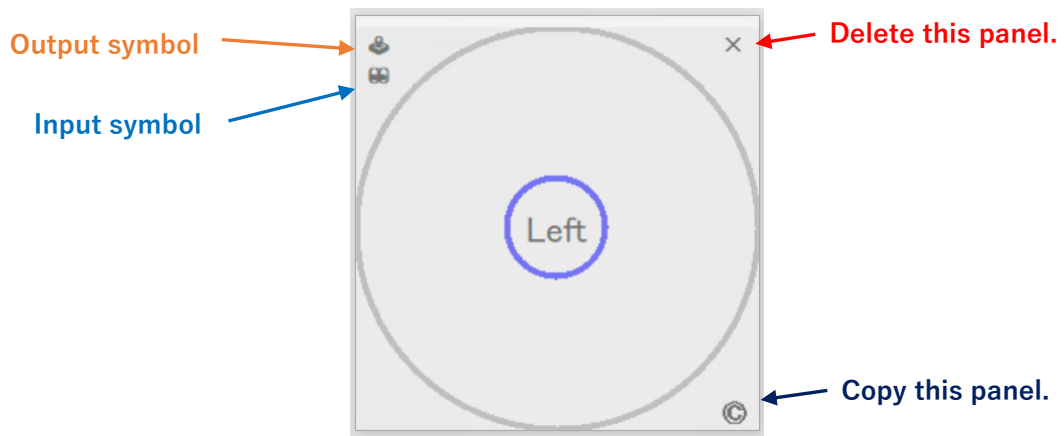 Output symbol
Delete this panel.
Input symbol
Left
Copy this panel.
©